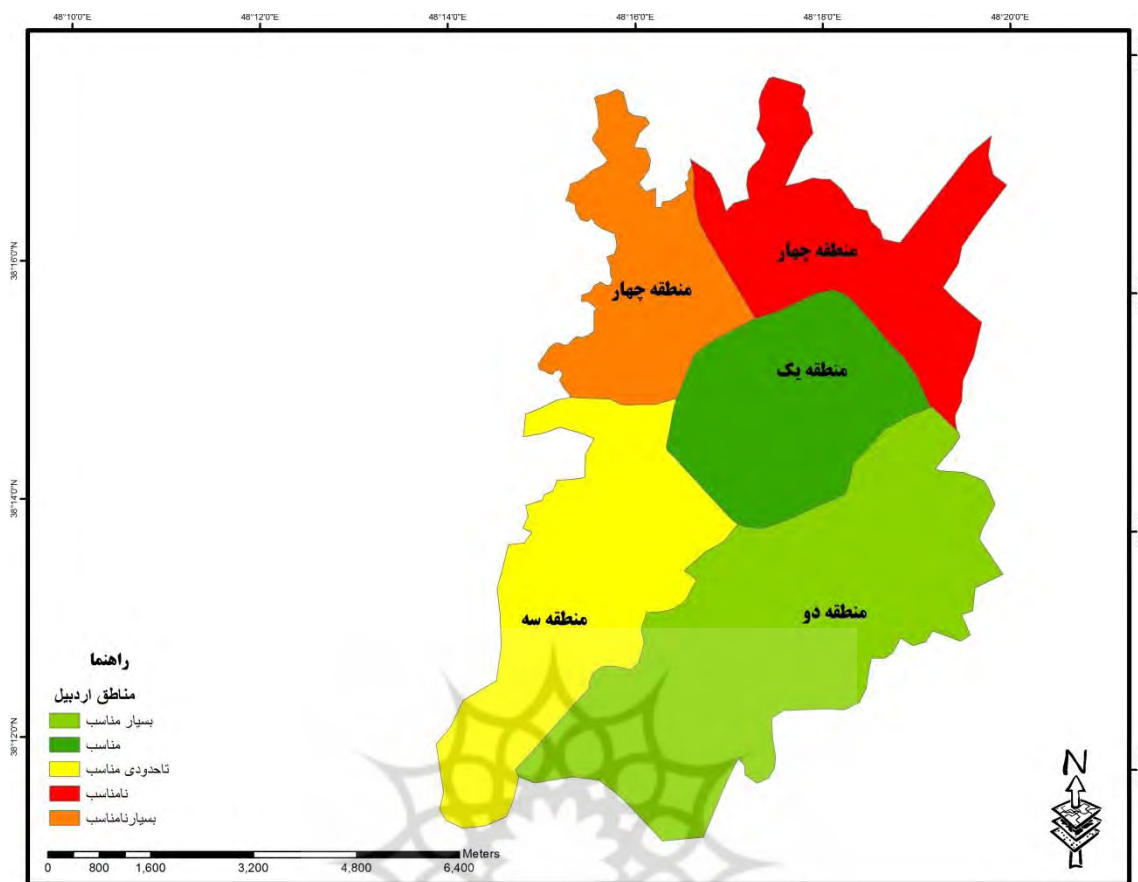 48°10'0"E
48°12'0"E
48°14'0"E
48°16'0"E
48°18'0"E
48°20'0"E
38°16'0"N
38°14'0"N
38°12'0"N
منطقه چهار
منطقه چهار
منطقه یک
منطقه دو
منطقه سه
راهنما
مناطق اردبیل
بسیار مناسب
مناسب
تاحدودی مناسب
نامناسب
بسیارنامناسب
N
Meters
0 800 1,600 3,200 4,800 6,400